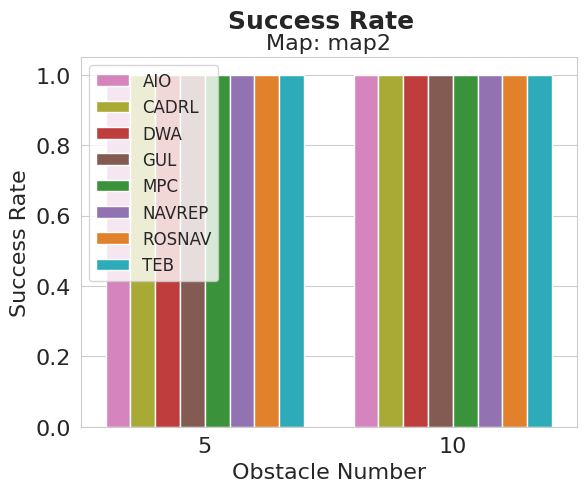 Success Rate
Map: map2
1.0
0.8
0.6
0.4
0.2
0.0
Success Rate
AIO
CADRL
DWA
GUL
MPC
NAVREP
ROSNAV
TEB
5
10
Obstacle Number